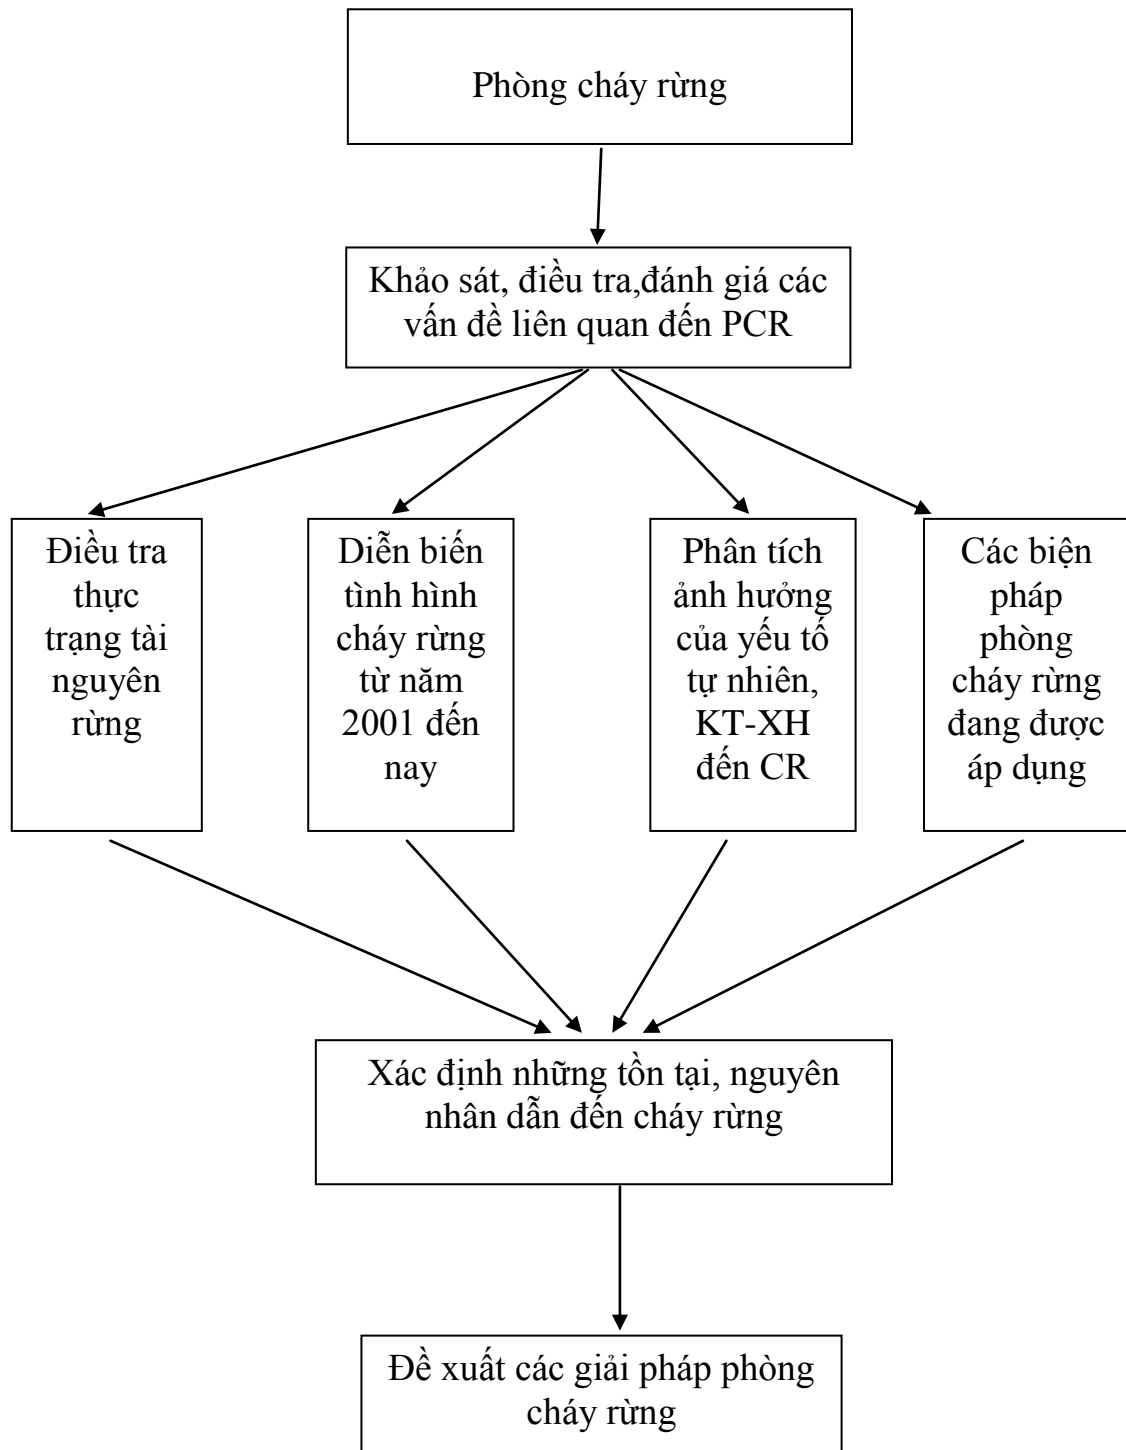 Phòng cháy rừng
Khảo sát, điều tra,đánh giá các
vấn đề liên quan đến PCR
Điều tra
thực
trạng tài
nguyên
rừng
Diễn biến
tình hình
cháy rừng
từ năm
2001 đến
nay
Phân tích
ảnh hưởng
của yếu tố
tự nhiên,
KT-XH
đến CR
Các biện
pháp
phòng
cháy rừng
đang được
áp dụng
Xác định những tồn tại, nguyên
nhân dẫn đến cháy rừng
Đề xuất các giải pháp phòng
cháy rừng